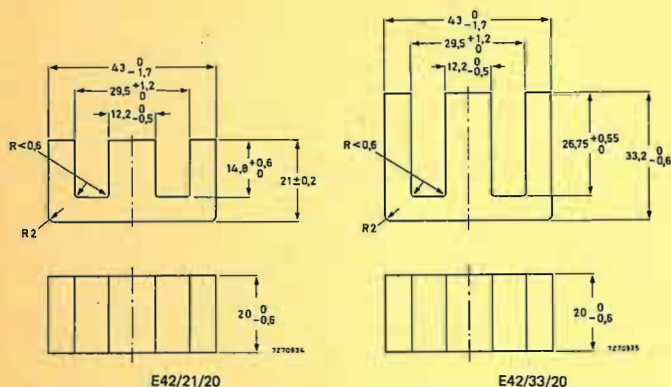 43 0 -1,7
29,5 +1,2 0
12,2 0 -0,5
R<0,6
14,8 +0,6 0
21±0,2
R2
20 0 -0,6
7Z70934
E42/21/20
43 0 -1,7
29,5 +1,2 0
12,2 0 -0,5
R<0,6
26,75 +0,55 0
33,2 0 -0,6
R2
20 0 -0,6
7Z70935
E42/33/20